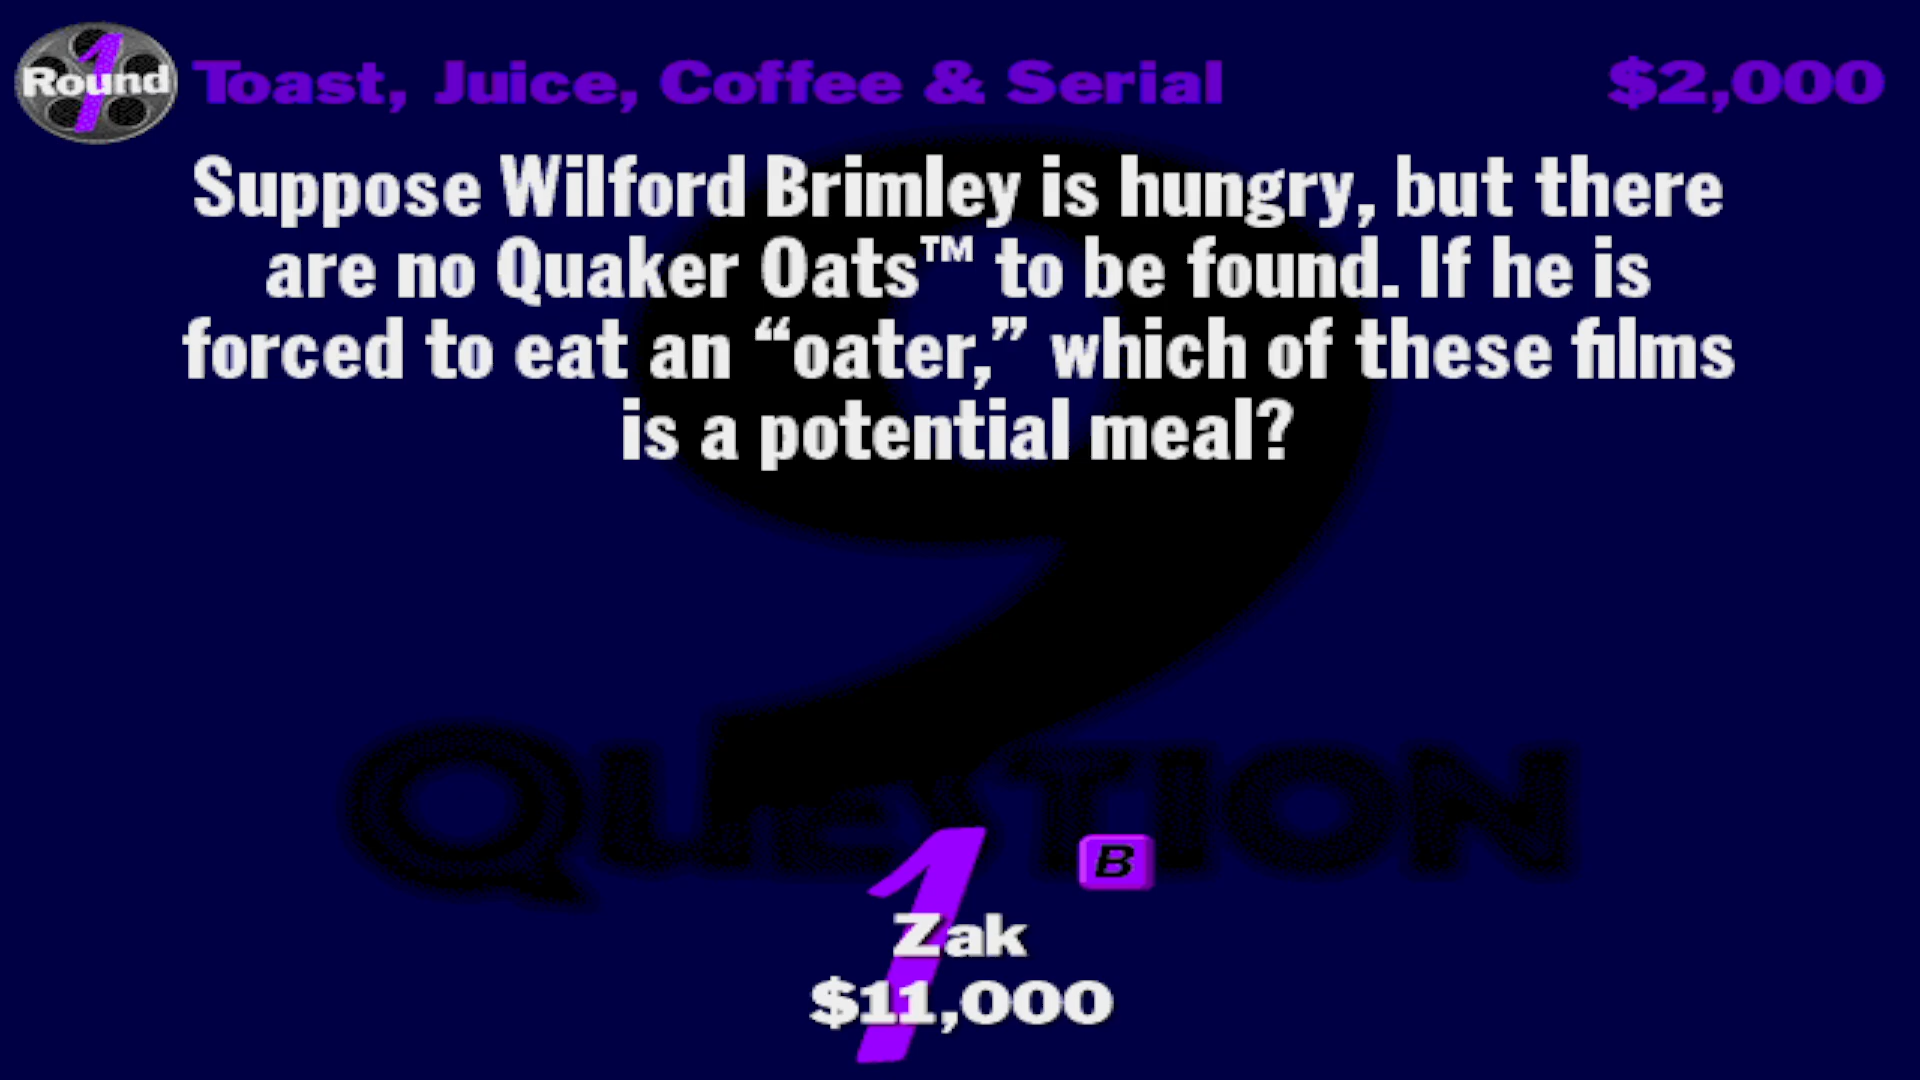 Round 1
Toast, Juice, Coffee & Serial
$2,000
Suppose Wilford Brimley is hungry, but there
are no Quaker Oats™ to be found. If he is
forced to eat an “oater,” which of these films
is a potential meal?
9
QUESTION
1
B
Zak
$11,000